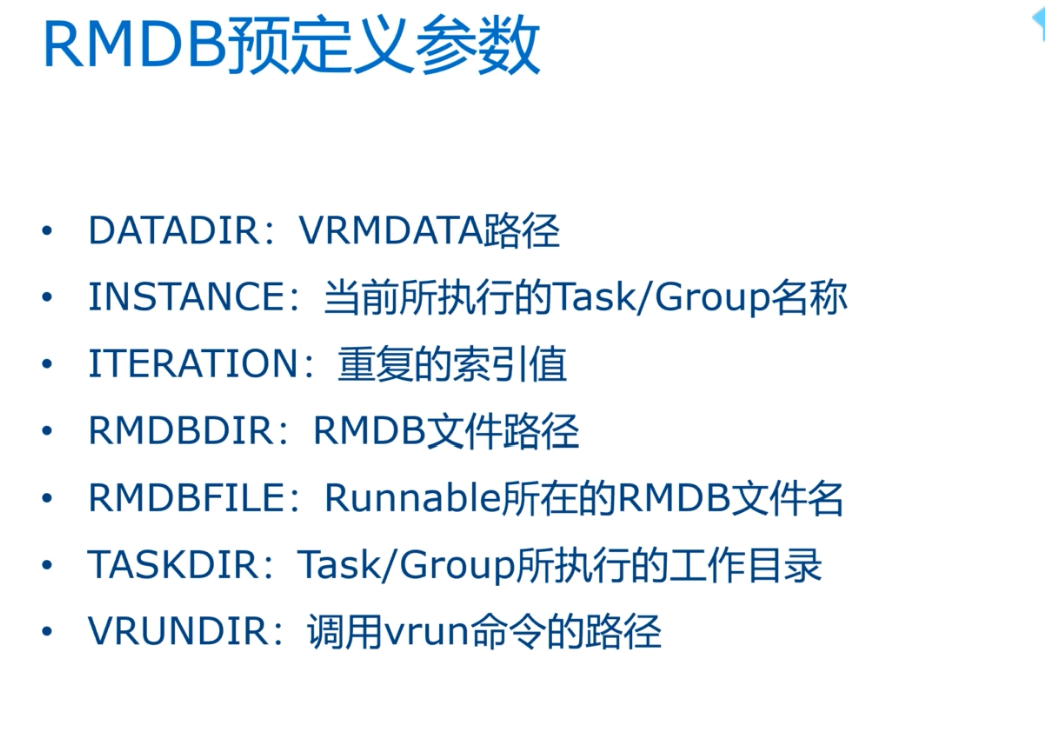 RMDB预定义参数
• DATADIR：VRMDATA路径
• INSTANCE：当前所执行的Task/Group名称
• ITERATION：重复的索引值
• RMDBDIR：RMDB文件路径
• RMDBFILE：Runnable所在的RMDB文件名
• TASKDIR：Task/Group所执行的工作目录
• VRUNDIR：调用vrun命令的路径